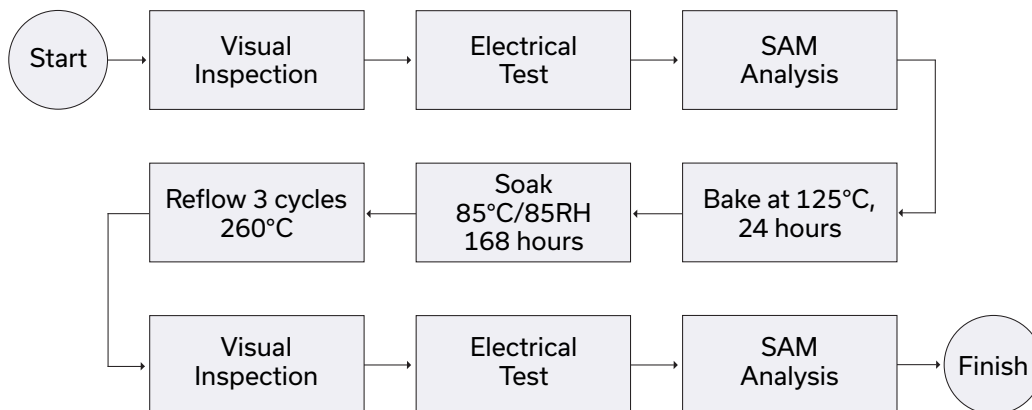 Start
Visual
Inspection
Electrical
Test
SAM
Analysis
Bake at 125°C,
24 hours
Soak
85°C/85RH
168 hours
Reflow 3 cycles
260°C
Visual
Inspection
Electrical
Test
SAM
Analysis
Finish